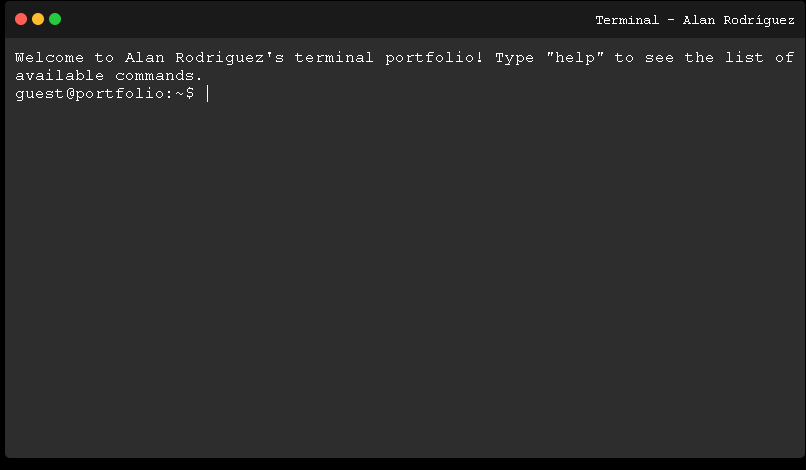 Terminal - Alan Rodríguez
Welcome to Alan Rodriguez's terminal portfolio! Type "help" to see the list of
available commands.
guest@portfolio:~$